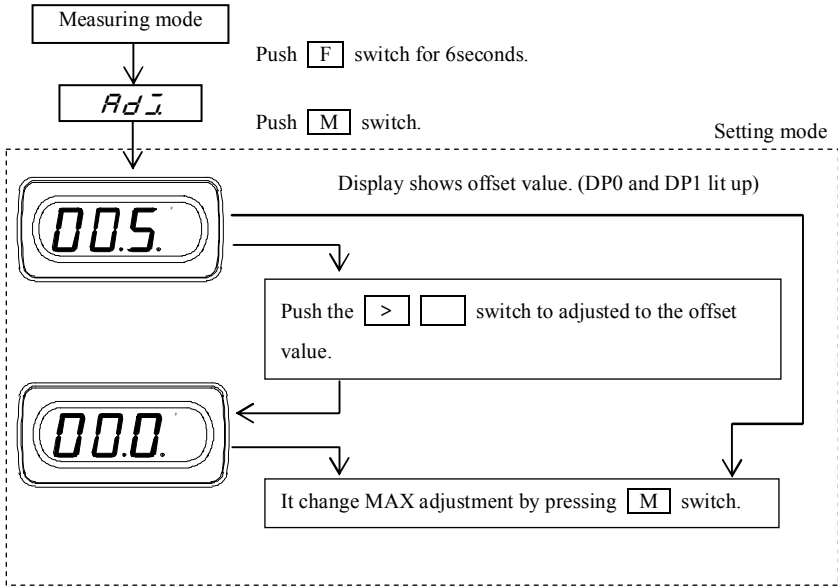 Measuring mode
Push F switch for 6seconds.
Adj.
Push M switch.
Setting mode
Display shows offset value. (DP0 and DP1 lit up)
00.5.
Push the > switch to adjusted to the offset
value.
00.0.
It change MAX adjustment by pressing M switch.